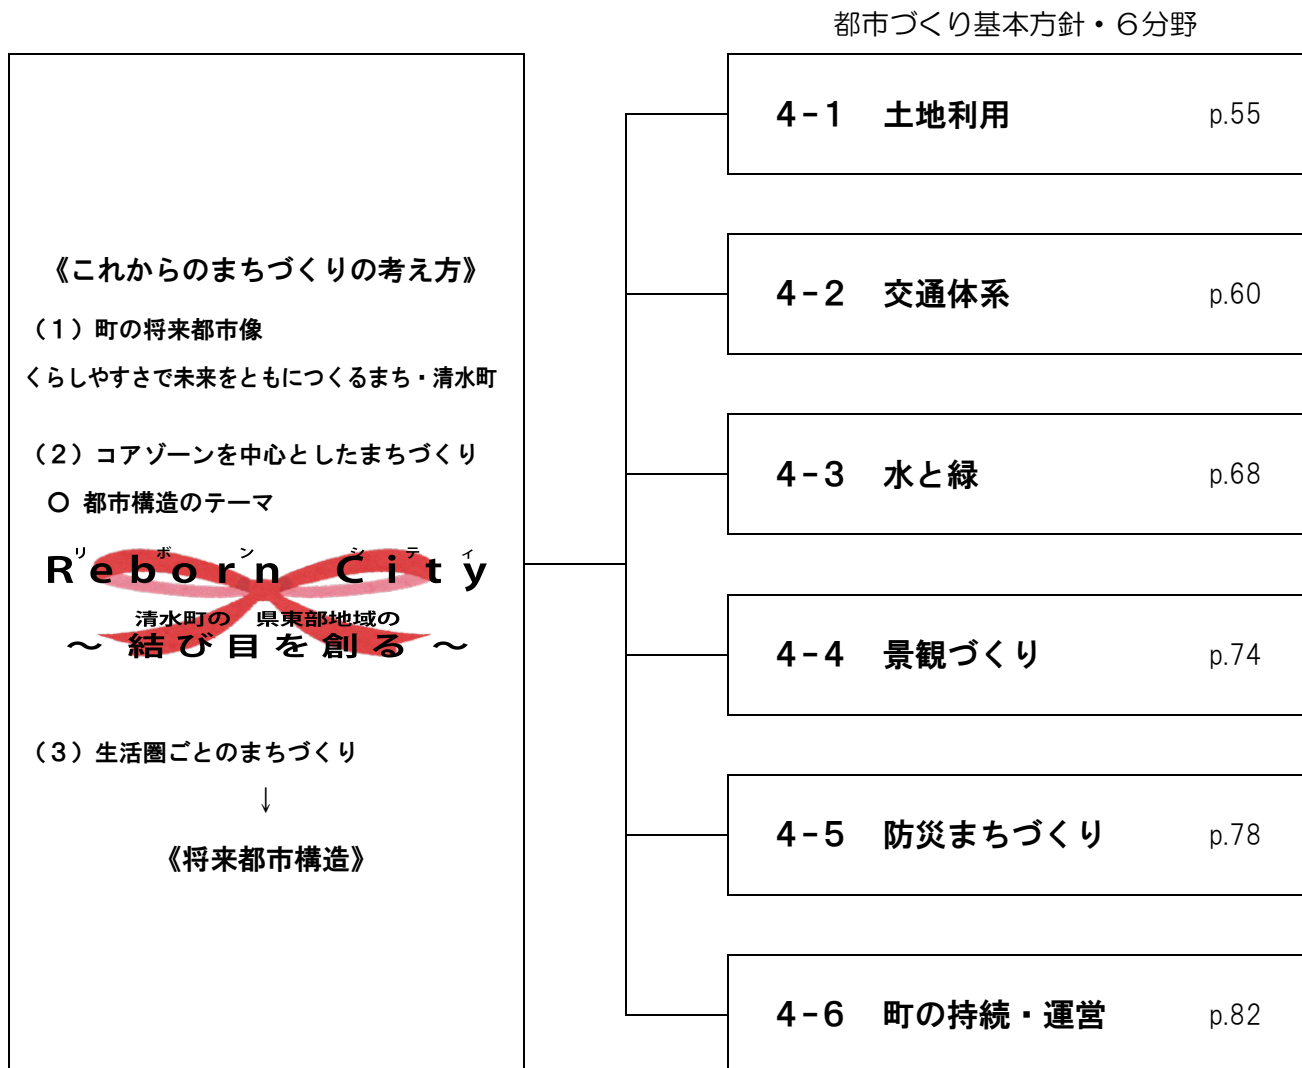 都市づくり基本方針・6分野
《これからのまちづくりの考え方》
（1）町の将来都市像
くらしやすさで未来をともにつくるまち・清水町
（2）コアゾーンを中心としたまちづくり
〇 都市構造のテーマ
リボンシティ
Reborn City
清水町の 県東部地域の
～ 結び目を創る ～
（3）生活圏ごとのまちづくり
↓
《将来都市構造》
4-1 土地利用 p.55
4-2 交通体系 p.60
4-3 水と緑 p.68
4-4 景観づくり p.74
4-5 防災まちづくり p.78
4-6 町の持続・運営 p.82